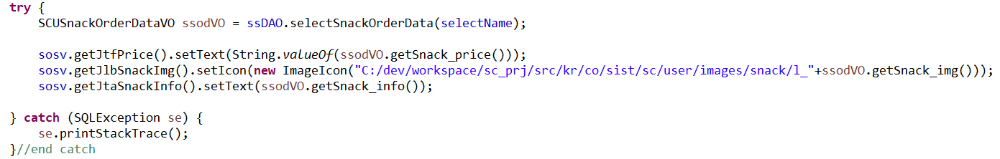 try {
    SCUSnackOrderDataVO ssodVO = ssDAO.selectSnackOrderData(selectName);

    sosv.getJtfPrice().setText(String.valueOf(ssodVO.getSnack_price()));
    sosv.getJlbSnackImg().setIcon(new ImageIcon("C:/dev/workspace/sc_prj/src/kr/co/sist/sc/user/images/snack/l_"+ssodVO.getSnack_img()));
    sosv.getJtaSnackInfo().setText(ssodVO.getSnack_info());

} catch (SQLException se) {
    se.printStackTrace();
}//end catch